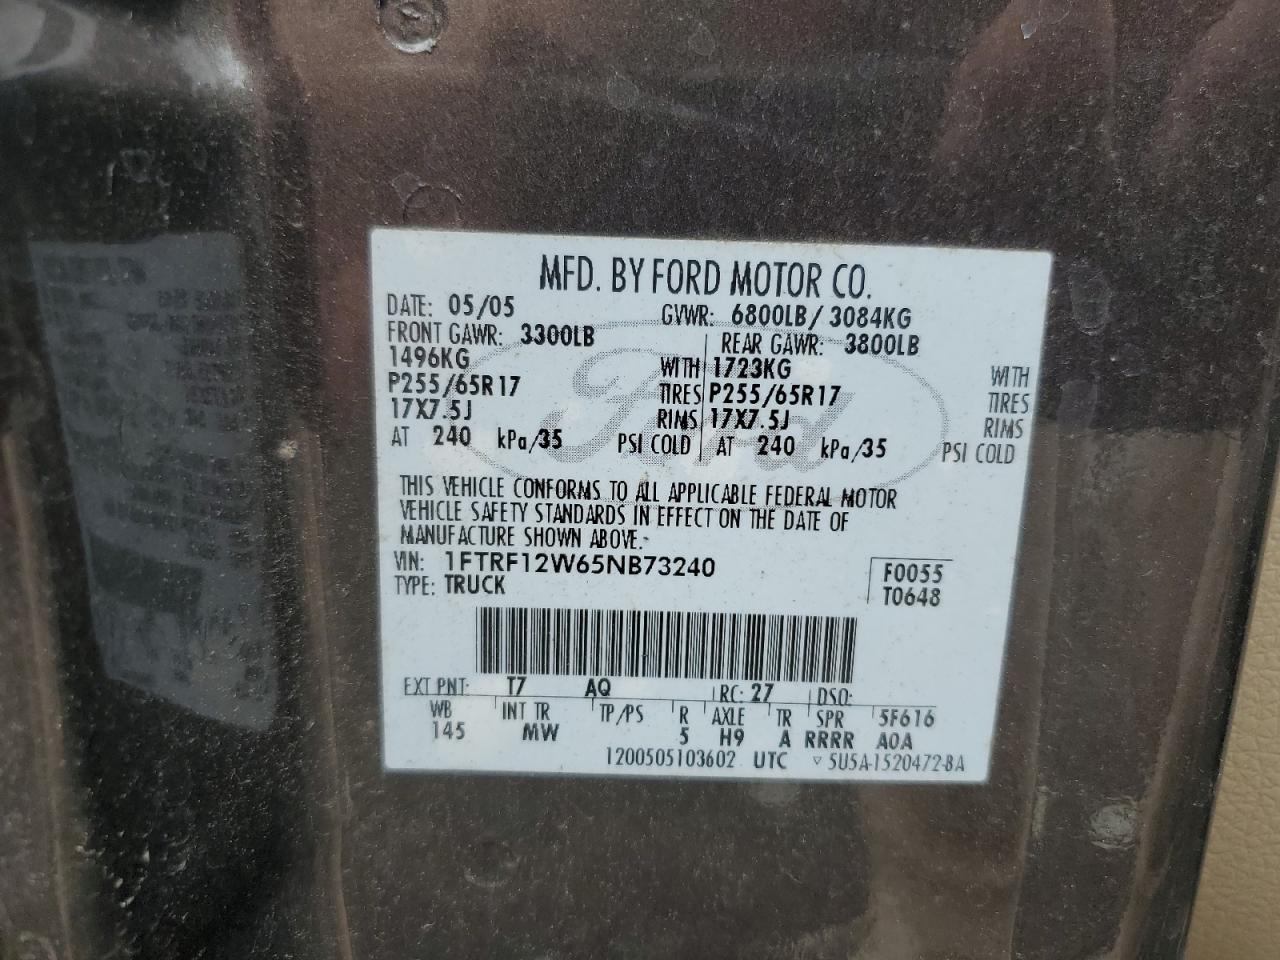 MFD. BY FORD MOTOR CO.
DATE: 05/05 GVWR: 6800LB/ 3084KG
FRONT GAWR: 3300LB REAR GAWR: 3800LB
1496KG WITH 1723KG WITH
P255/65R17 TIRES P255/65R17 TIRES
17X7.5J RIMS 17X7.5J RIMS
AT 240 kPa/35 PSI COLD AT 240 kPa/35 PSI COLD
Ford
THIS VEHICLE CONFORMS TO ALL APPLICABLE FEDERAL MOTOR
VEHICLE SAFETY STANDARDS IN EFFECT ON THE DATE OF
MANUFACTURE SHOWN ABOVE.
VIN: 1FTRF12W65NB73240 F0055
TYPE: TRUCK T0648
EXT PNT: T7 AQ RC: 27 DSO:
WB INT TR TP/PS R AXLE TR SPR 5F616
145 MW 5 H9 A RRRR A0A
1200505103602 UTC ▽ 5U5A-1520472-BA